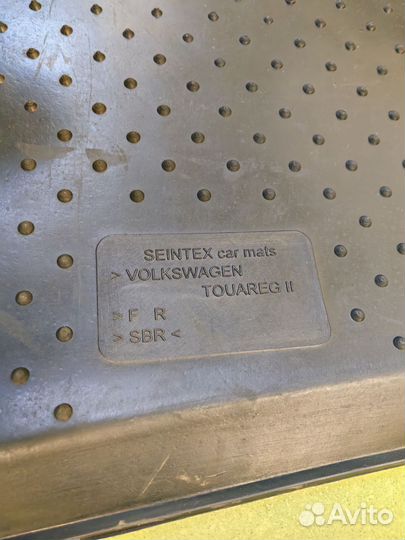 SEINTEX car mats
> VOLKSWAGEN
TOUAREG II
> F R
> SBR <
Avito